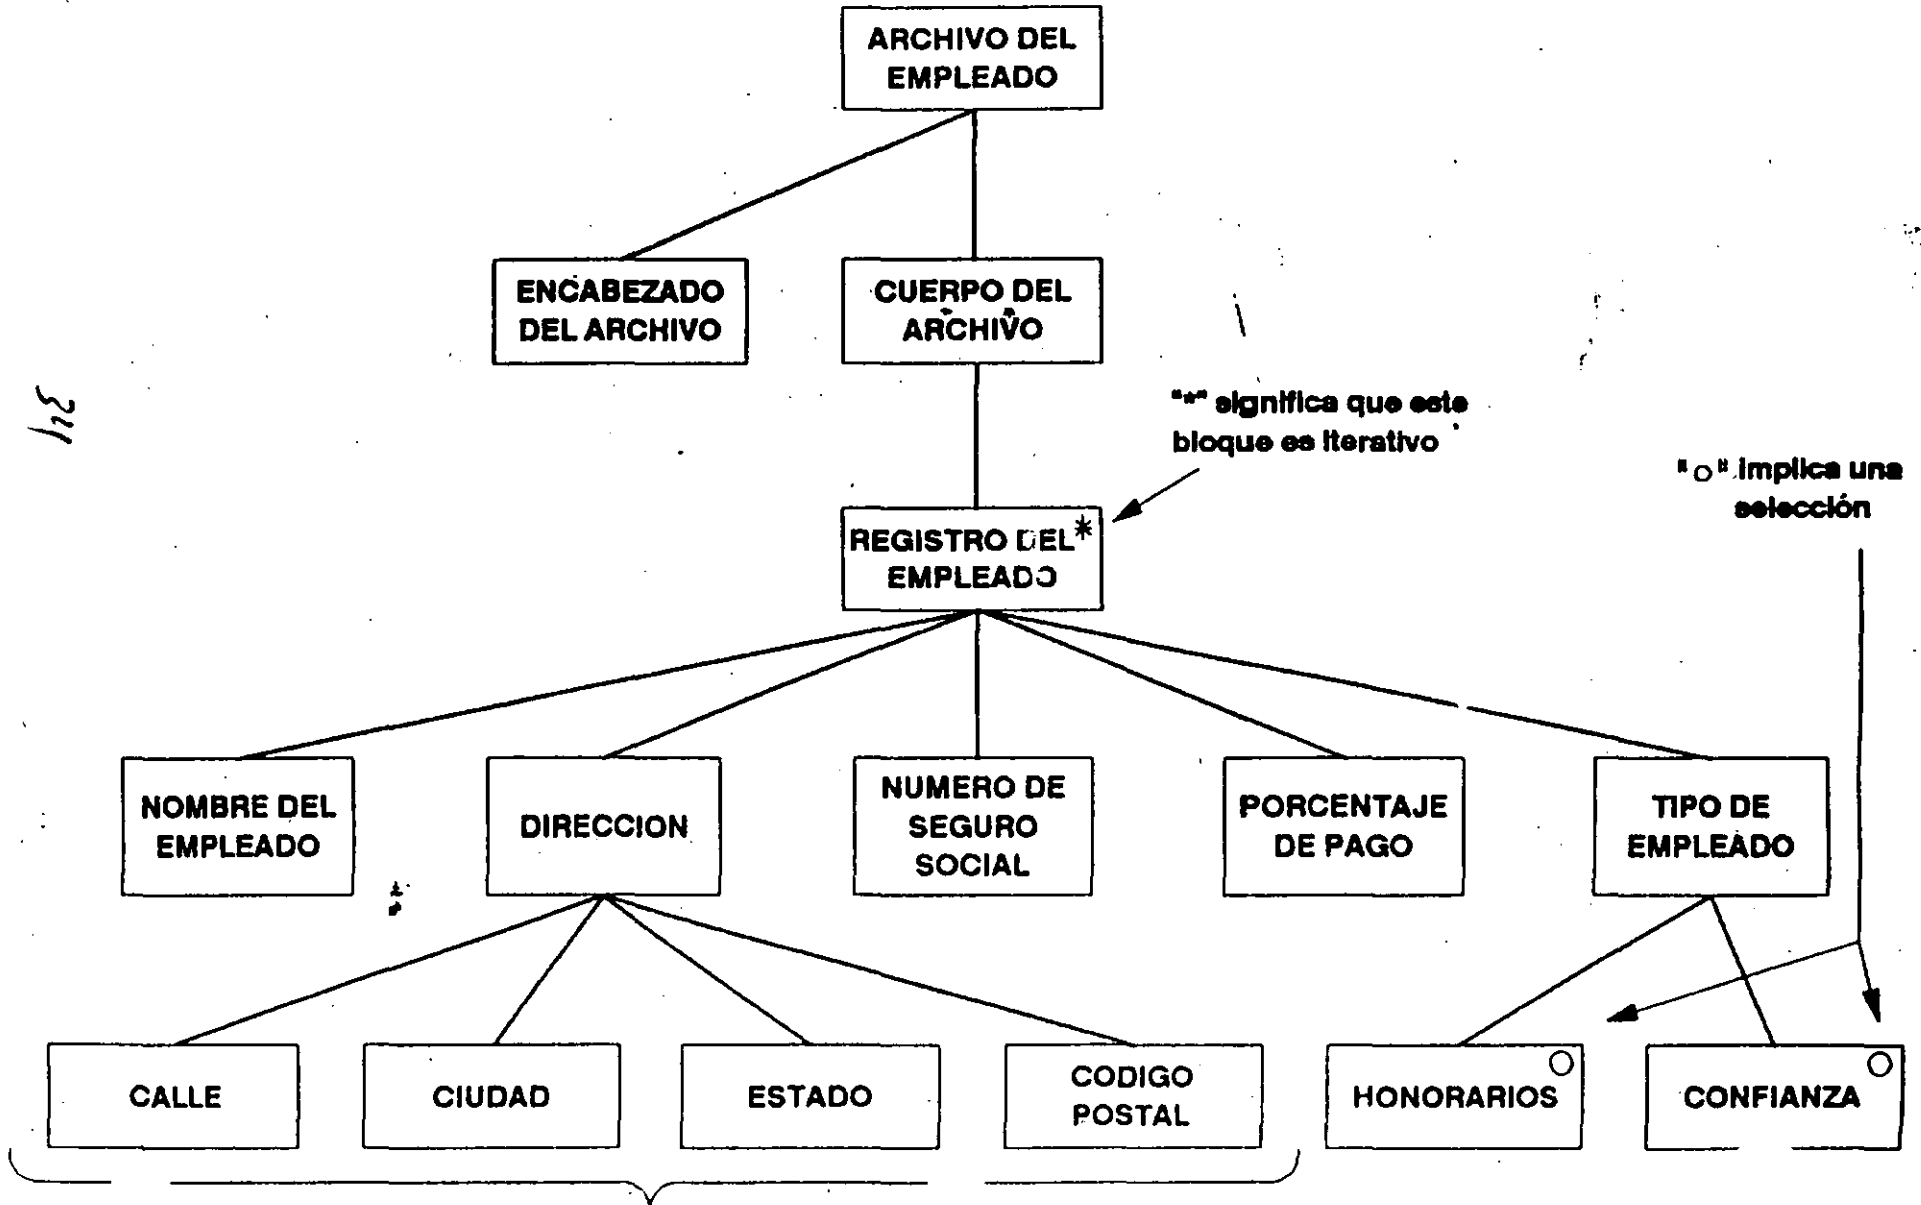 ARCHIVO DEL
EMPLEADO
ENCABEZADO
DEL ARCHIVO
CUERPO DEL
ARCHIVO
"*" significa que este
bloque es iterativo
"○" implica una
selección
34
REGISTRO DEL *
EMPLEADO
NOMBRE DEL
EMPLEADO
DIRECCION
NUMERO DE
SEGURO
SOCIAL
PORCENTAJE
DE PAGO
TIPO DE
EMPLEADO
CALLE
CIUDAD
ESTADO
CODIGO
POSTAL
HONORARIOS ○
CONFIANZA ○